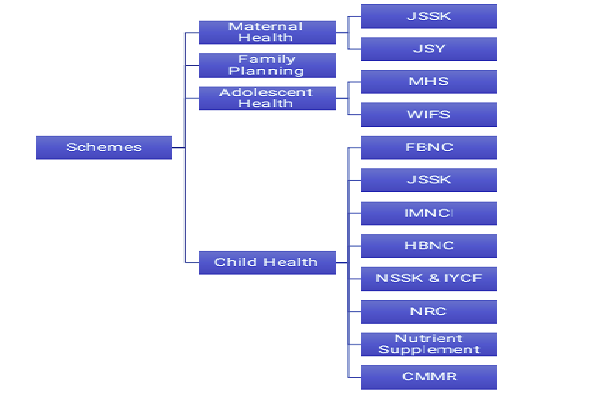 Schemes
Maternal
Health
Family
Planning
Adolescent
Health
Child Health
JSSK
JSY
MHS
WIFS
FBNC
JSSK
IMNCI
HBNC
NSSK & IYCF
NRC
Nutrient
Supplement
CMMR